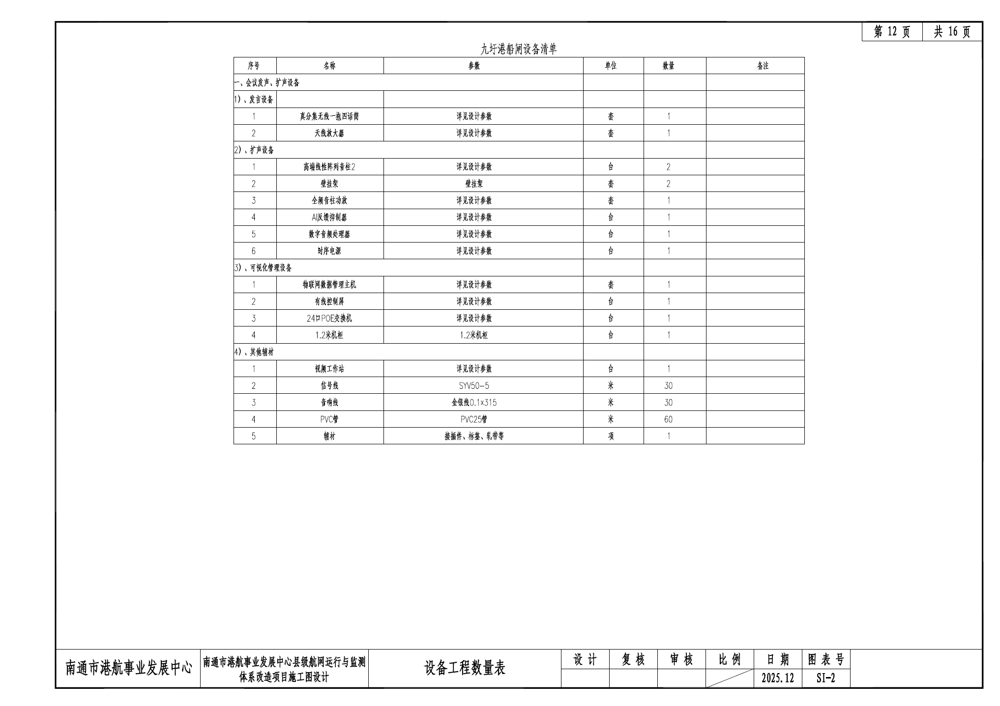 第 12 页 共 16 页
九圩港船闸设备清单
序号 名称 参数 单位 数量 备注
一、会议发声、扩声设备
1)、发言设备
1 真分集无线一拖四话筒 详见设计参数 套 1
2 天线放大器 详见设计参数 套 1
2)、扩声设备
1 高端线性阵列音柱2 详见设计参数 台 2
2 壁挂架 壁挂架 套 2
3 全频音柱功放 详见设计参数 套 1
4 AI反馈抑制器 详见设计参数 台 1
5 数字音频处理器 详见设计参数 台 1
6 时序电源 详见设计参数 台 1
3)、可视化管理设备
1 物联网数据管理主机 详见设计参数 套 1
2 有线控制屏 详见设计参数 台 1
3 24口POE交换机 详见设计参数 台 1
4 1.2米机柜 1.2米机柜 台 1
4)、其他辅材
1 视频工作站 详见设计参数 台 1
2 信号线 SYV50-5 米 30
3 音响线 金银线0.1x315 米 30
4 PVC管 PVC25管 米 60
5 辅材 接插件、标签、轧带等 项 1
南通市港航事业发展中心
南通市港航事业发展中心县级航网运行与监测
体系改造项目施工图设计
设备工程数量表
设 计 复 核 审 核 比 例 日 期 图 表 号
2025.12 SI-2